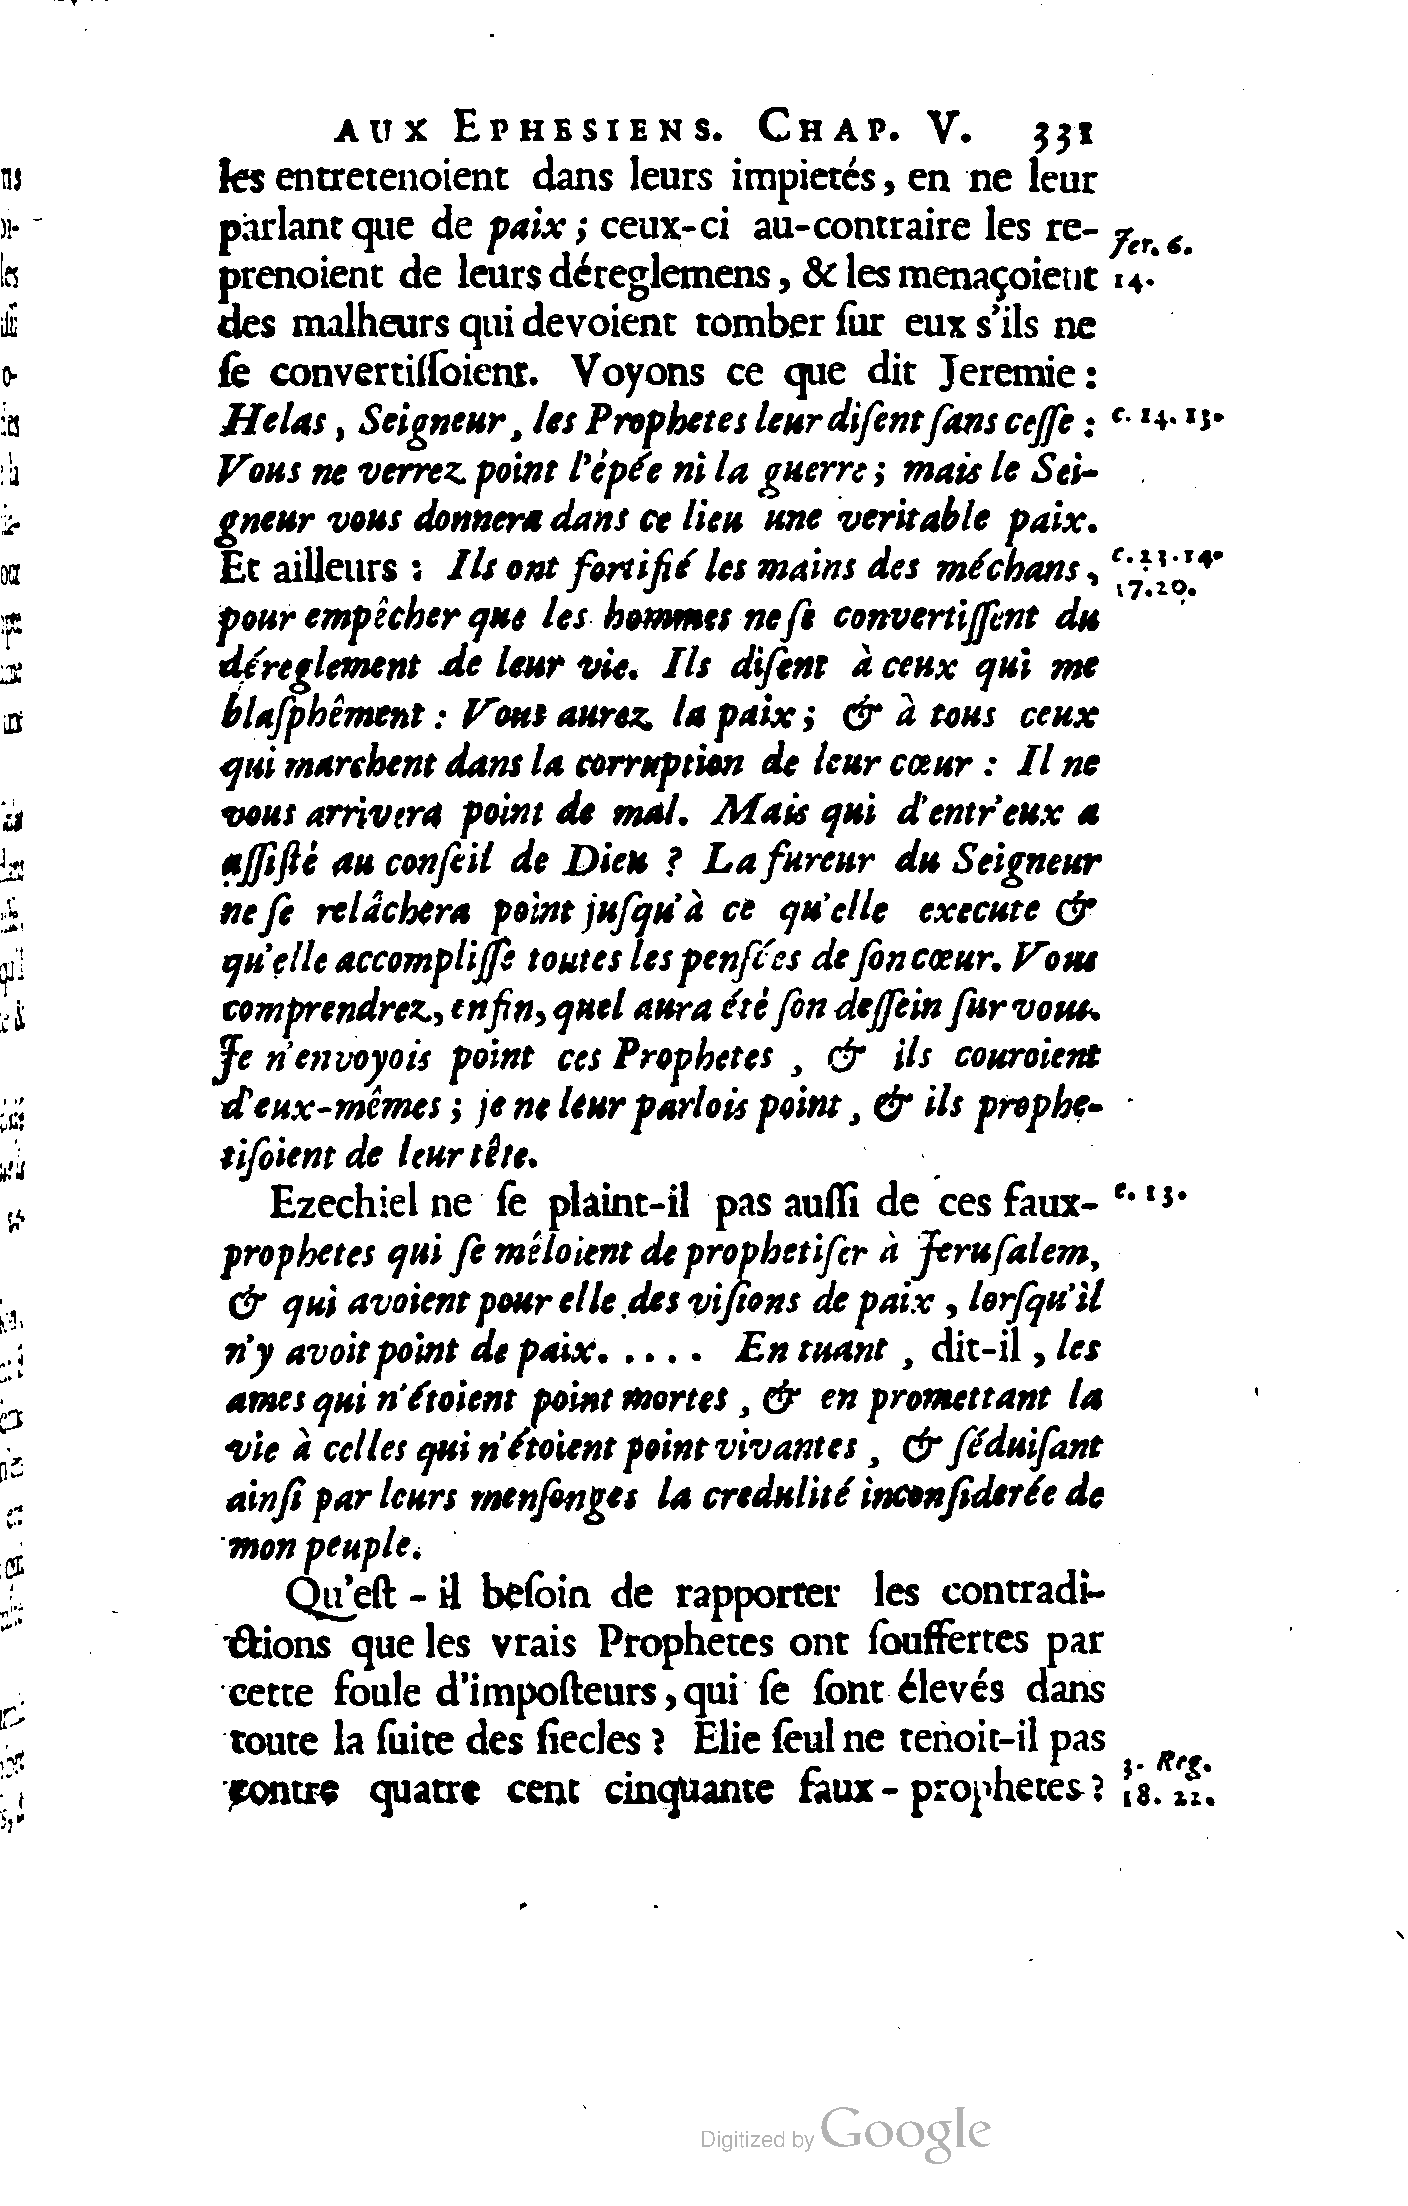 AUX EPHESIENS. CHAP. V. 331
les entretenoient dans leurs impietés, en ne leur
parlant que de paix ; ceux-ci au-contraire les re-
Jer. 6.
prenoient de leurs déreglemens, & les menaçoient
14.
des malheurs qui devoient tomber ſur eux s'ils ne
ſe convertiſſoient. Voyons ce que dit Jeremie :
Helas, Seigneur, les Prophetes leur diſent ſans ceſſe :
c. 14. 13.
Vous ne verrez point l'épée ni la guerre ; mais le Sei-
gneur vous donnera dans ce lieu une veritable paix.
Et ailleurs : Ils ont fortifié les mains des méchans,
c. 23. 14.
17. 20.
pour empêcher que les hommes ne ſe convertiſſent du
déreglement de leur vie. Ils diſent à ceux qui me
blaſphêment : Vous aurez la paix ; & à tous ceux
qui marchent dans la corruption de leur cœur : Il ne
vous arrivera point de mal. Mais qui d'entr'eux a
aſſiſté au conſeil de Dieu ? La fureur du Seigneur
ne ſe relâchera point juſqu'à ce qu'elle execute &
qu'elle accompliſſe toutes les penſées de ſon cœur. Vous
comprendrez, enfin, quel aura été ſon deſſein ſur vous.
Je n'envoyois point ces Prophetes , & ils couroient
d'eux-mêmes ; je ne leur parlois point , & ils prophe-
tiſoient de leur tête.
Ezechiel ne ſe plaint-il pas auſſi de ces faux-
c. 13.
prophetes qui ſe mêloient de prophetiſer à Jeruſalem,
& qui avoient pour elle des viſions de paix , lorſqu'il
n'y avoit point de paix. . . . . En tuant , dit-il , les
ames qui n'étoient point mortes , & en promettant la
vie à celles qui n'étoient point vivantes , & ſéduiſant
ainſi par leurs menſonges la credulité inconſiderée de
mon peuple.
Qu'eſt-il beſoin de rapporter les contradi-
ctions que les vrais Prophetes ont ſouffertes par
cette foule d'impoſteurs, qui ſe ſont élevés dans
toute la ſuite des ſiecles ? Elie ſeul ne tenoit-il pas
contre quatre cent cinquante faux-prophetes ?
3. Reg.
18. 22.
Digitized by Google